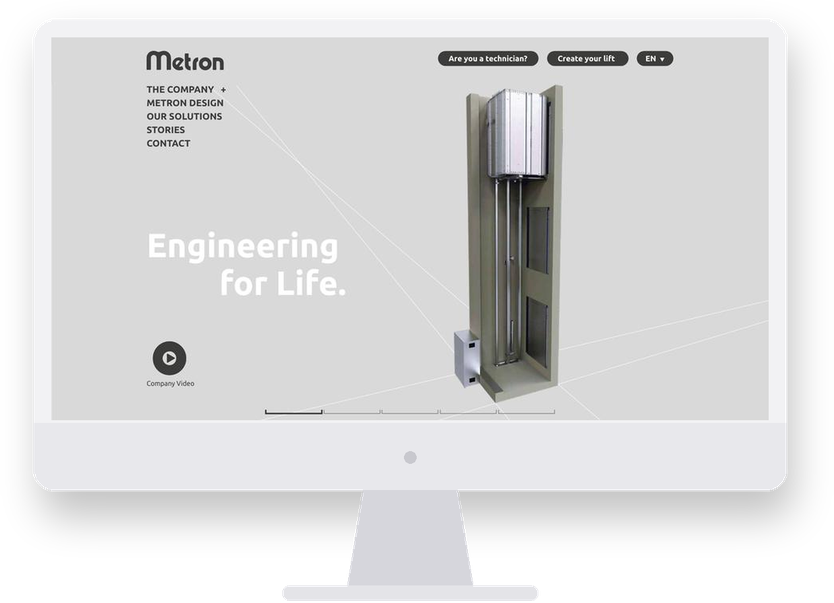 Metron
Are you a technician?
Create your lift
EN
THE COMPANY +
METRON DESIGN
OUR SOLUTIONS
STORIES
CONTACT
Engineering
for Life.
Company Video